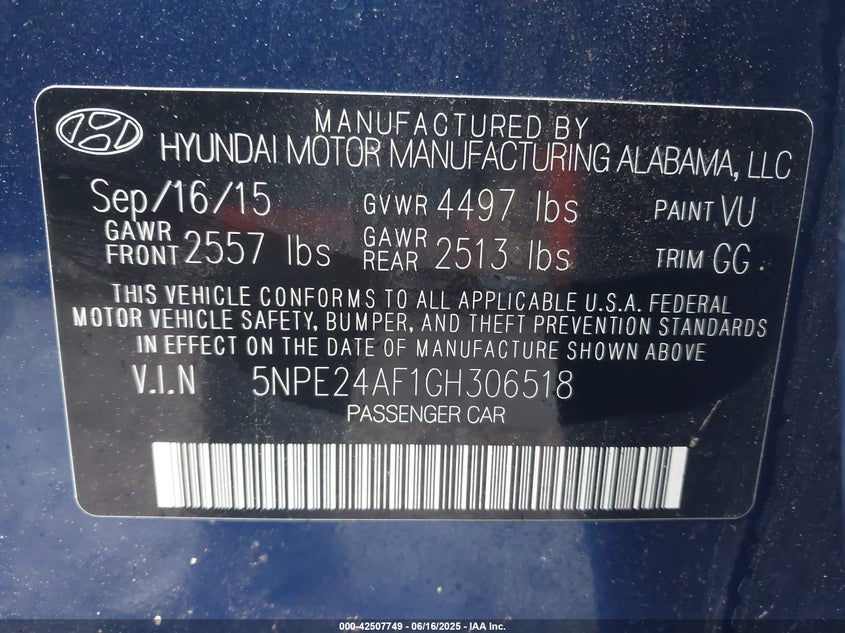 MANUFACTURED BY
HYUNDAI MOTOR MANUFACTURING ALABAMA, LLC
Sep/16/15 GVWR 4497 lbs PAINT VU
GAWR FRONT 2557 lbs GAWR REAR 2513 lbs TRIM GG
THIS VEHICLE CONFORMS TO ALL APPLICABLE U.S.A. FEDERAL
MOTOR VEHICLE SAFETY, BUMPER, AND THEFT PREVENTION STANDARDS
IN EFFECT ON THE DATE OF MANUFACTURE SHOWN ABOVE
V.I.N 5NPE24AF1GH306518
PASSENGER CAR
000-42507749 - 06/16/2025 - IAA Inc.